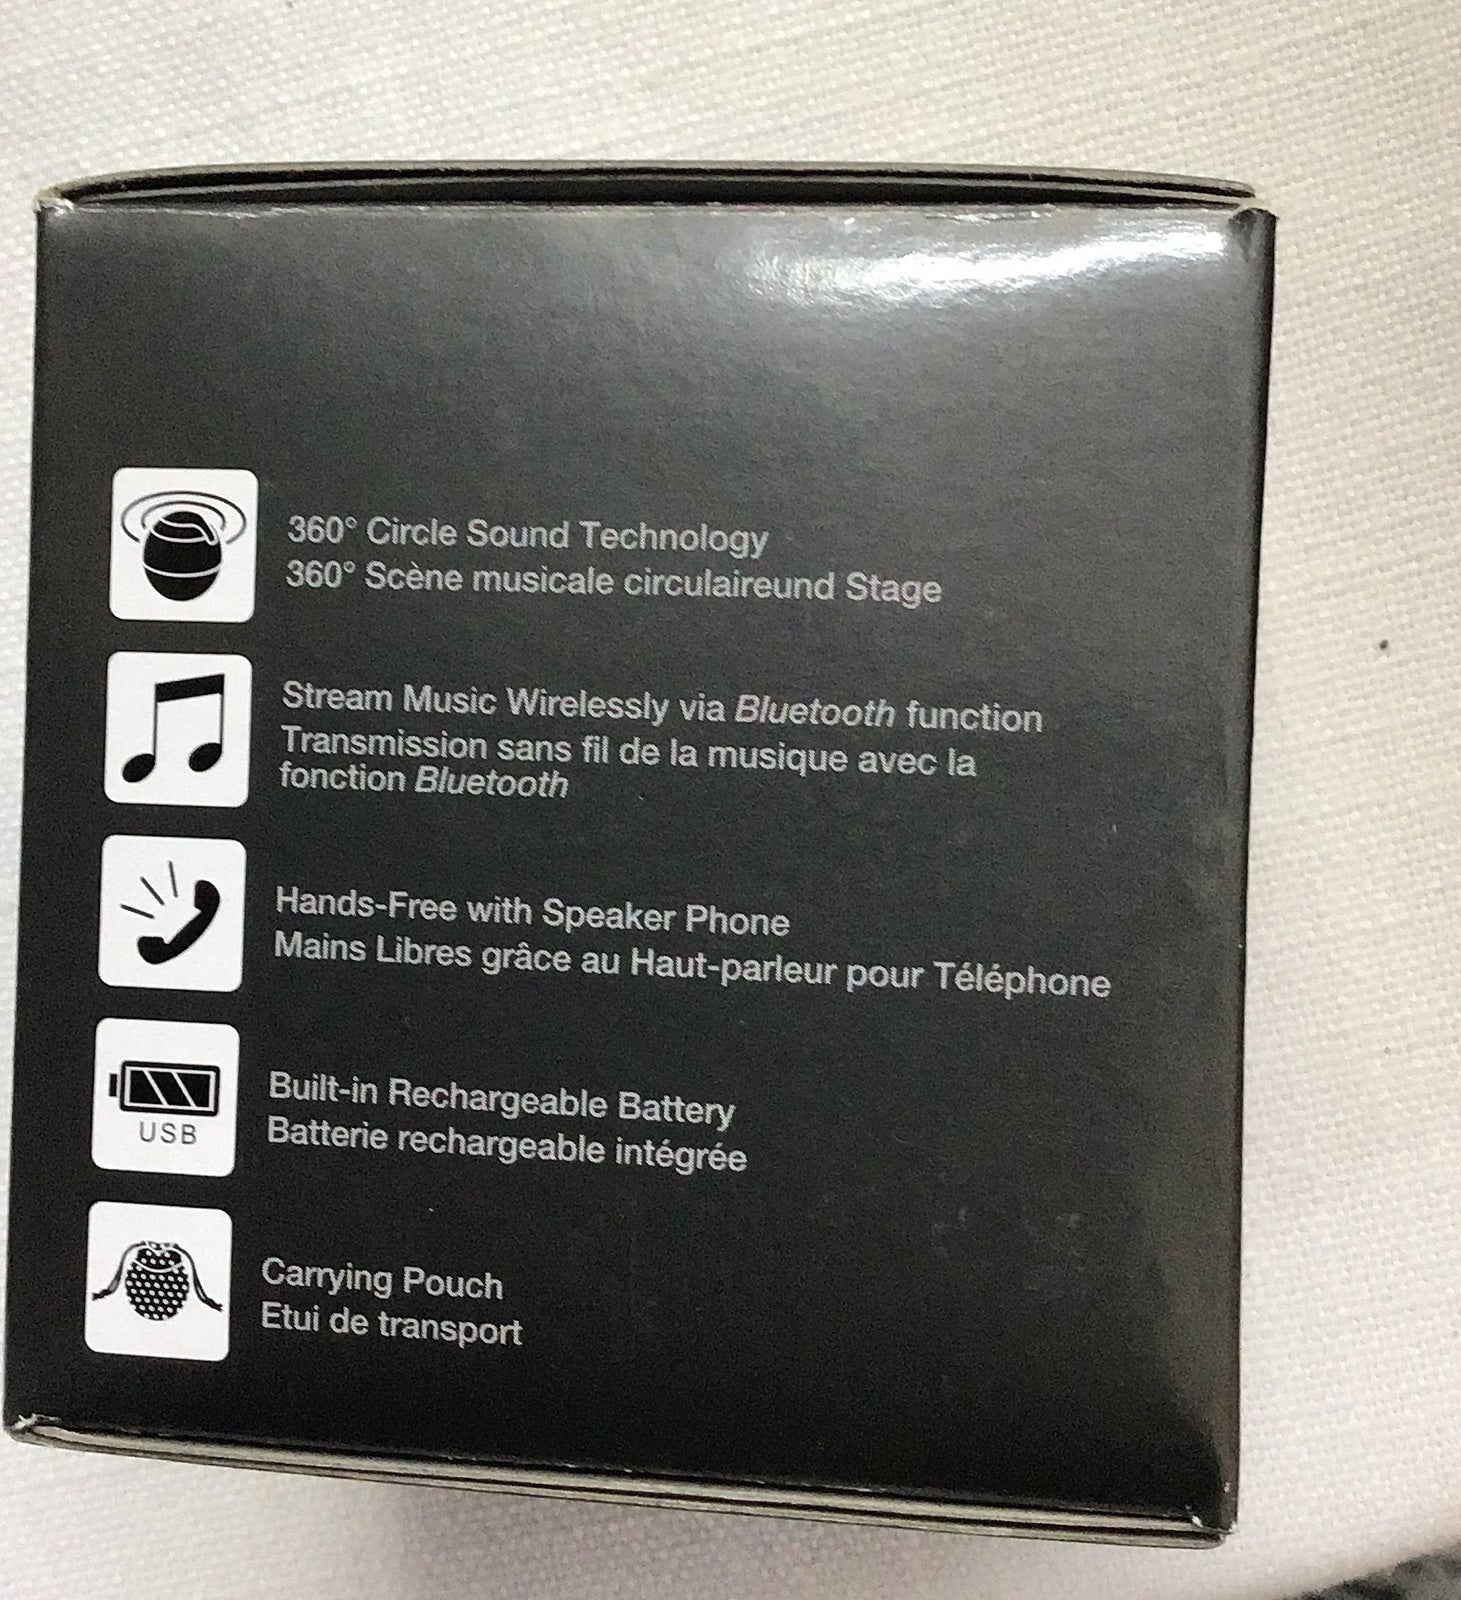 360° Circle Sound Technology
360° Scène musicale circulaireund Stage
Stream Music Wirelessly via Bluetooth function
Transmission sans fil de la musique avec la
fonction Bluetooth
Hands-Free with Speaker Phone
Mains Libres grâce au Haut-parleur pour Téléphone
USB
Built-in Rechargeable Battery
Batterie rechargeable intégrée
Carrying Pouch
Etui de transport